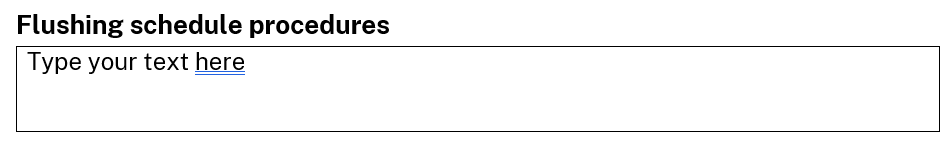 Flushing schedule procedures
Type your text here